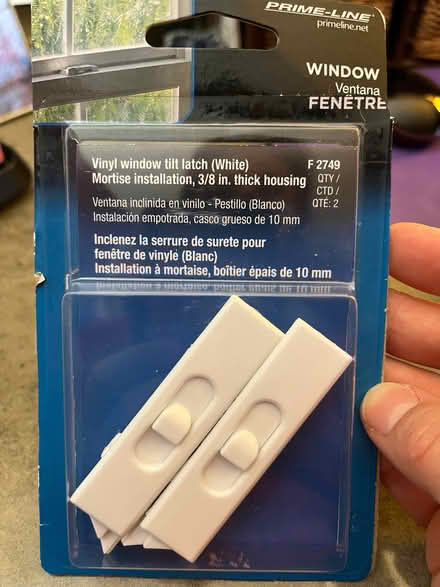 PRIME-LINE®
primeline.net
WINDOW
Ventana
FENÊTRE
Vinyl window tilt latch (White)
Mortise installation, 3/8 in. thick housing
F 2749
QTY /
CTD /
QTÉ: 2
Ventana inclinida en vinilo - Pestillo (Blanco)
Instalación empotrada, casco grueso de 10 mm
Inclenez la serrure de surete pour
fenêtre de vinyle (Blanc)
Installation à mortaise, boîtier épais de 10 mm